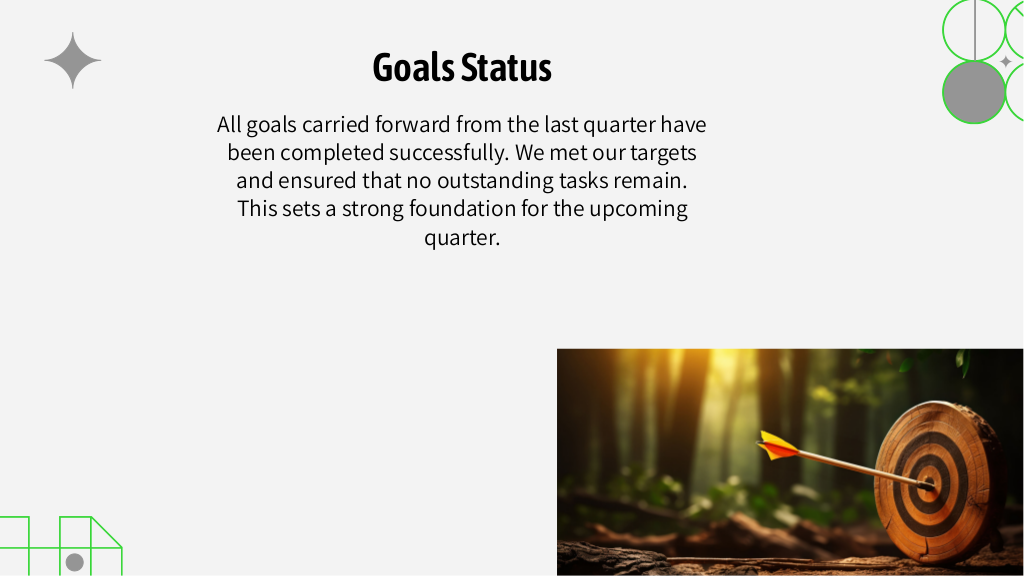 Goals Status
All goals carried forward from the last quarter have
been completed successfully. We met our targets
and ensured that no outstanding tasks remain.
This sets a strong foundation for the upcoming
quarter.